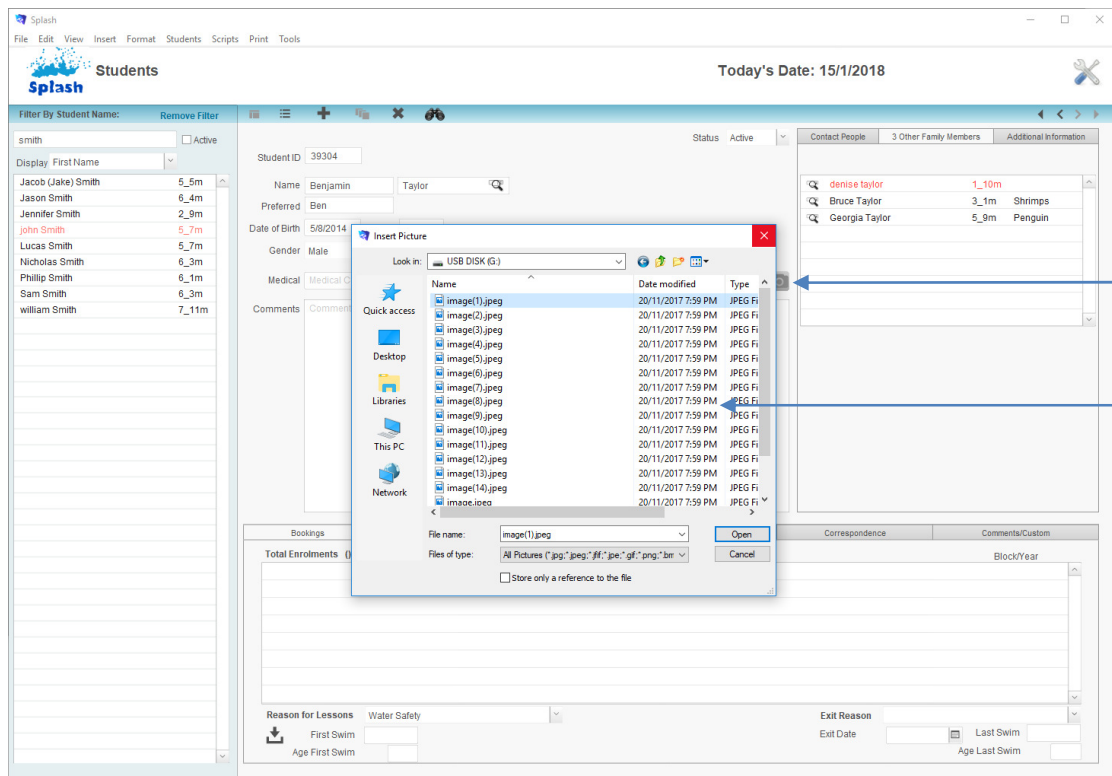 Splash
File Edit View Insert Format Students Scripts Print Tools
Splash
Students
Today's Date: 15/1/2018
Filter By Student Name: Remove Filter
smith Active
Display First Name
Jacob (Jake) Smith 5_5m
Jason Smith 6_4m
Jennifer Smith 2_9m
john Smith 5_7m
Lucas Smith 5_7m
Nicholas Smith 6_3m
Phillip Smith 6_1m
Sam Smith 6_3m
william Smith 7_11m
Status Active
Student ID 39304
Name Benjamin Taylor
Preferred Ben
Date of Birth 5/8/2014
Gender Male
Medical Medical C
Comments Comment
Contact People 3 Other Family Members Additional Information
denise taylor 1_10m
Bruce Taylor 3_1m Shrimps
Georgia Taylor 5_9m Penguin
Insert Picture
Look in: USB DISK (G:)
Quick access
Desktop
Libraries
This PC
Network
Name Date modified Type
image(1).jpeg 20/11/2017 7:59 PM JPEG Fi
image(2).jpeg 20/11/2017 7:59 PM JPEG Fi
image(3).jpeg 20/11/2017 7:59 PM JPEG Fi
image(4).jpeg 20/11/2017 7:59 PM JPEG Fi
image(5).jpeg 20/11/2017 7:59 PM JPEG Fi
image(6).jpeg 20/11/2017 7:59 PM JPEG Fi
image(7).jpeg 20/11/2017 7:59 PM JPEG Fi
image(8).jpeg 20/11/2017 7:59 PM JPEG Fi
image(9).jpeg 20/11/2017 7:59 PM JPEG Fi
image(10).jpeg 20/11/2017 7:59 PM JPEG Fi
image(11).jpeg 20/11/2017 7:59 PM JPEG Fi
image(12).jpeg 20/11/2017 7:59 PM JPEG Fi
image(13).jpeg 20/11/2017 7:59 PM JPEG Fi
image(14).jpeg 20/11/2017 7:59 PM JPEG Fi
image.jpeg 20/11/2017 7:59 PM JPEG Fi
File name: image(1).jpeg Open
Files of type: All Pictures (*.jpg;*.jpeg;*.jfif;*.jpe;*.gif;*.png;*.bm Cancel
Store only a reference to the file
Bookings Correspondence Comments/Custom
Total Enrolments () Block/Year
Reason for Lessons Water Safety
First Swim
Age First Swim
Exit Reason
Exit Date Last Swim
Age Last Swim